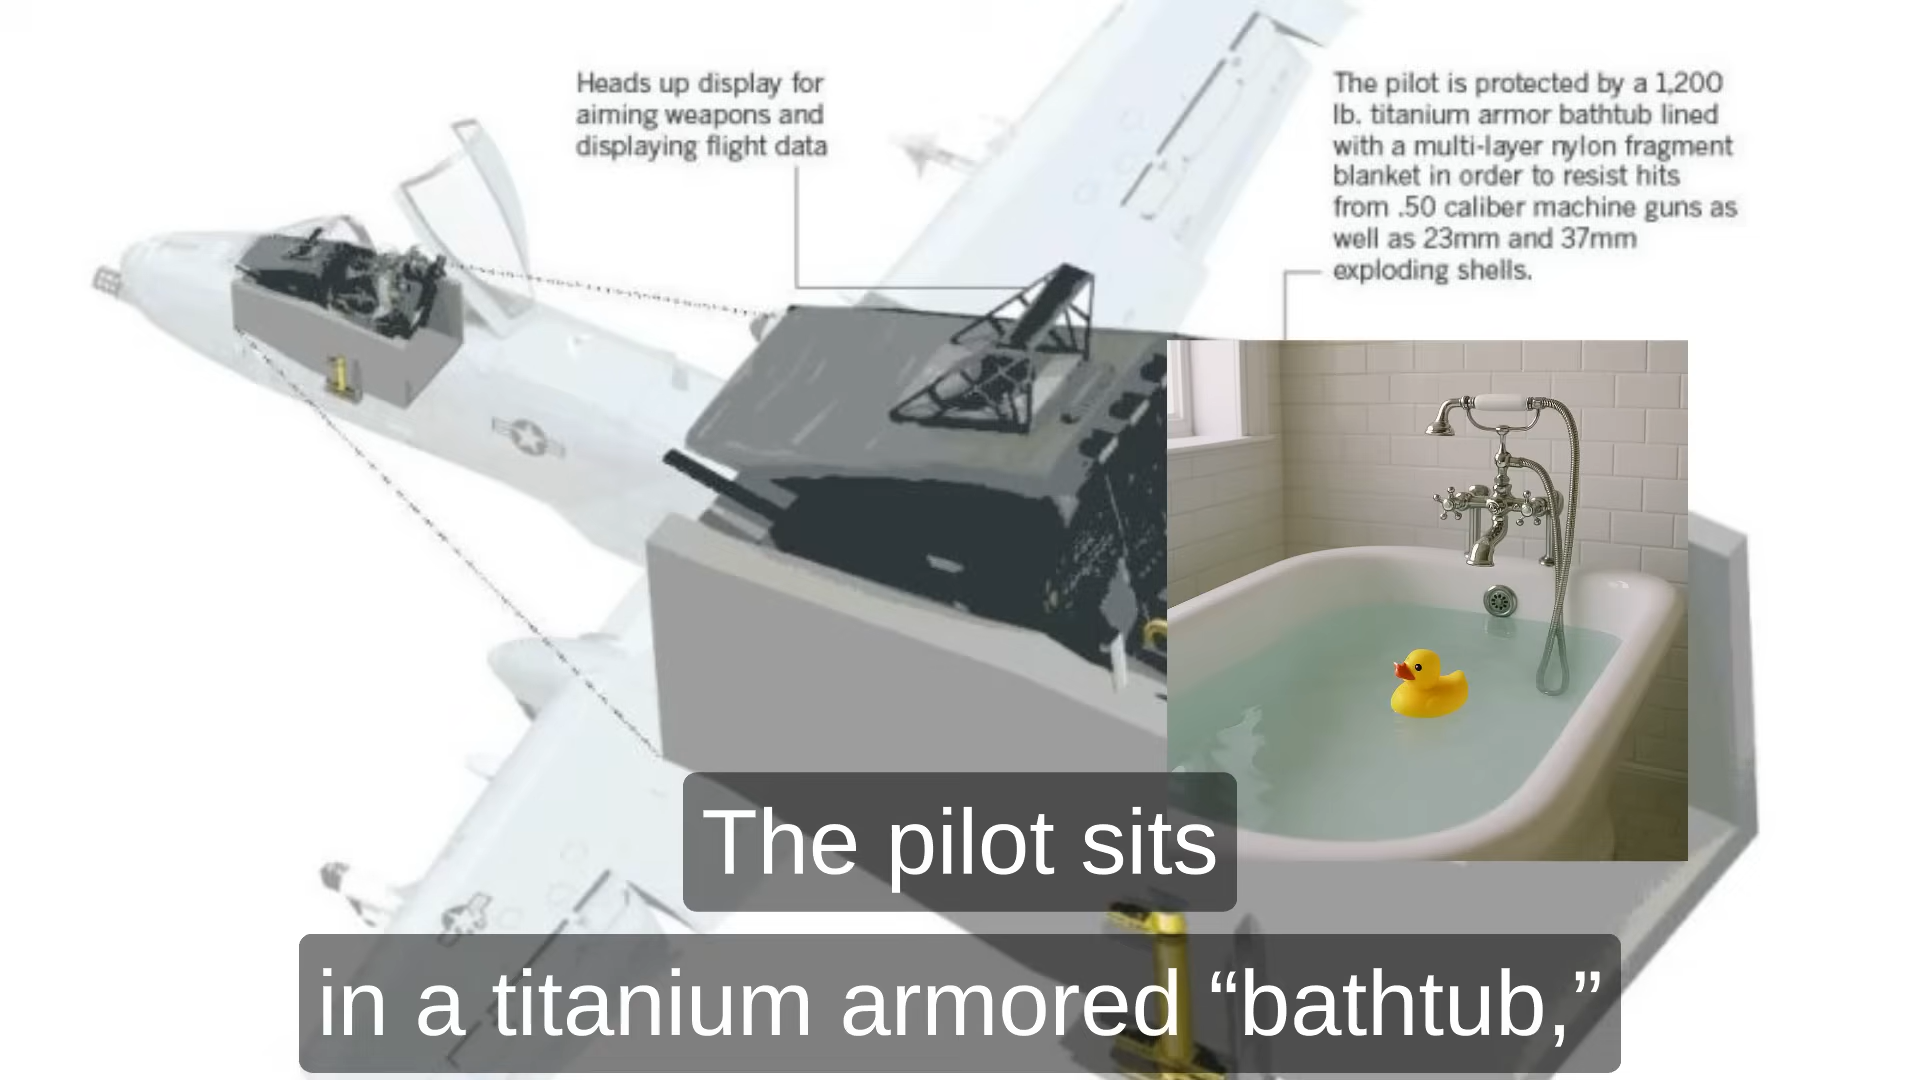 Heads up display for
aiming weapons and
displaying flight data
The pilot is protected by a 1,200
lb. titanium armor bathtub lined
with a multi-layer nylon fragment
blanket in order to resist hits
from .50 caliber machine guns as
well as 23mm and 37mm
exploding shells.
The pilot sits
in a titanium armored “bathtub,”